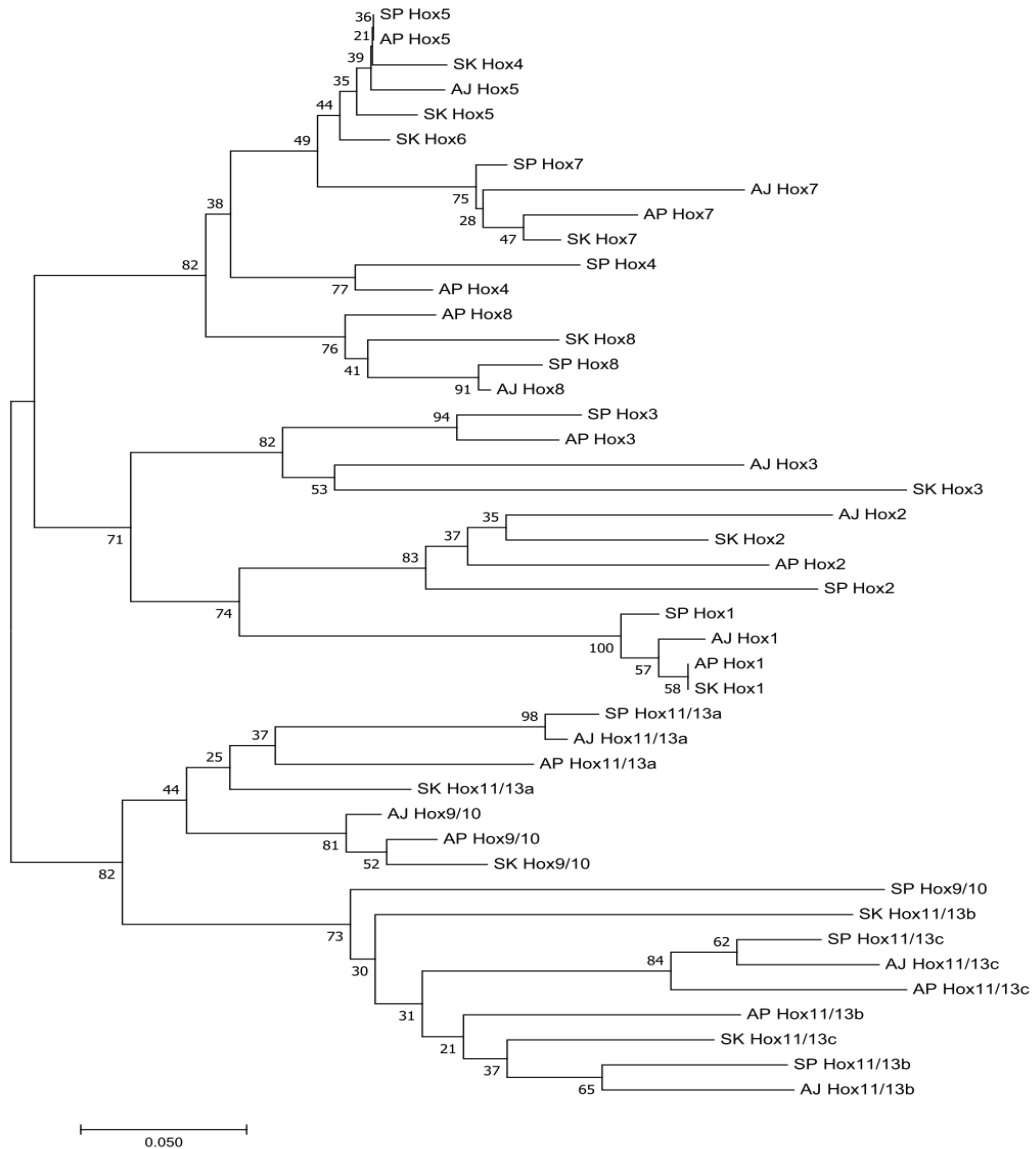 36 SP Hox5
21 AP Hox5
39 SK Hox4
35 AJ Hox5
44 SK Hox5
49 SK Hox6
SP Hox7
75 AJ Hox7
38 28 AP Hox7
47 SK Hox7
82 SP Hox4
77 AP Hox4
AP Hox8
76 SK Hox8
41 SP Hox8
91 AJ Hox8
94 SP Hox3
82 AP Hox3
AJ Hox3
53 SK Hox3
35 AJ Hox2
71 37 SK Hox2
83 AP Hox2
SP Hox2
74 SP Hox1
100 AJ Hox1
57 AP Hox1
58 SK Hox1
98 SP Hox11/13a
37 AJ Hox11/13a
25 AP Hox11/13a
44 SK Hox11/13a
AJ Hox9/10
81 AP Hox9/10
82 52 SK Hox9/10
SP Hox9/10
73 SK Hox11/13b
62 SP Hox11/13c
30 84 AJ Hox11/13c
AP Hox11/13c
31 AP Hox11/13b
21 SK Hox11/13c
37 SP Hox11/13b
65 AJ Hox11/13b
0.050